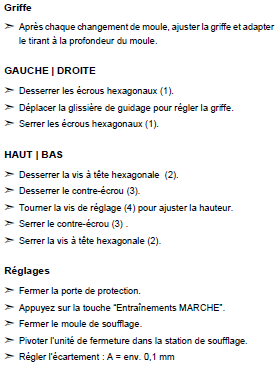 Griffe
➣ Après chaque changement de moule, ajuster la griffe et adapter
le tirant à la profondeur du moule.
GAUCHE | DROITE
➣ Desserrer les écrous hexagonaux (1).
➣ Déplacer la glissière de guidage pour régler la griffe.
➣ Serrer les écrous hexagonaux (1).
HAUT | BAS
➣ Desserrer la vis à tête hexagonale (2).
➣ Desserrer le contre-écrou (3).
➣ Tourner la vis de réglage (4) pour ajuster la hauteur.
➣ Serrer le contre-écrou (3) .
➣ Serrer la vis à tête hexagonale (2).
Réglages
➣ Fermer la porte de protection.
➣ Appuyez sur la touche “Entraînements MARCHE”.
➣ Fermer le moule de soufflage.
➣ Pivoter l'unité de fermeture dans la station de soufflage.
➣ Régler l'écartement : A = env. 0,1 mm